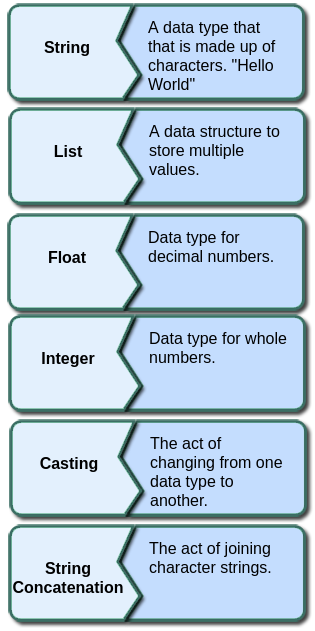 String
A data type that
that is made up of
characters. "Hello
World"
List
A data structure to
store multiple
values.
Float
Data type for
decimal numbers.
Integer
Data type for whole
numbers.
Casting
The act of
changing from one
data type to
another.
String
Concatenation
The act of joining
character strings.